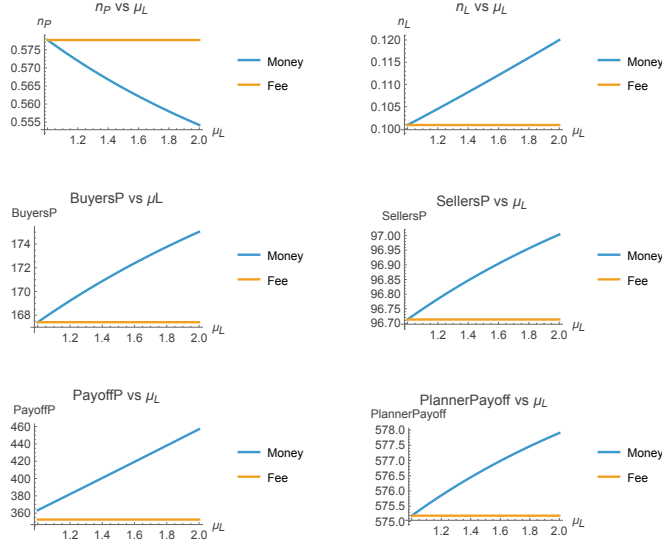 n_P vs μ_L
n_P
0.575
0.570
0.565
0.560
0.555
1.2 1.4 1.6 1.8 2.0 μ_L
Money
Fee
n_L vs μ_L
n_L
0.120
0.115
0.110
0.105
0.100
1.2 1.4 1.6 1.8 2.0 μ_L
Money
Fee
BuyersP vs μL
BuyersP
174
172
170
168
1.2 1.4 1.6 1.8 2.0 μ_L
Money
Fee
SellersP vs μ_L
SellersP
97.00
96.95
96.90
96.85
96.80
96.75
96.70
1.2 1.4 1.6 1.8 2.0 μ_L
Money
Fee
PayoffP vs μ_L
PayoffP
460
440
420
400
380
360
1.2 1.4 1.6 1.8 2.0 μ_L
Money
Fee
PlannerPayoff vs μ_L
PlannerPayoff
578.0
577.5
577.0
576.5
576.0
575.5
575.0
1.2 1.4 1.6 1.8 2.0 μ_L
Money
Fee